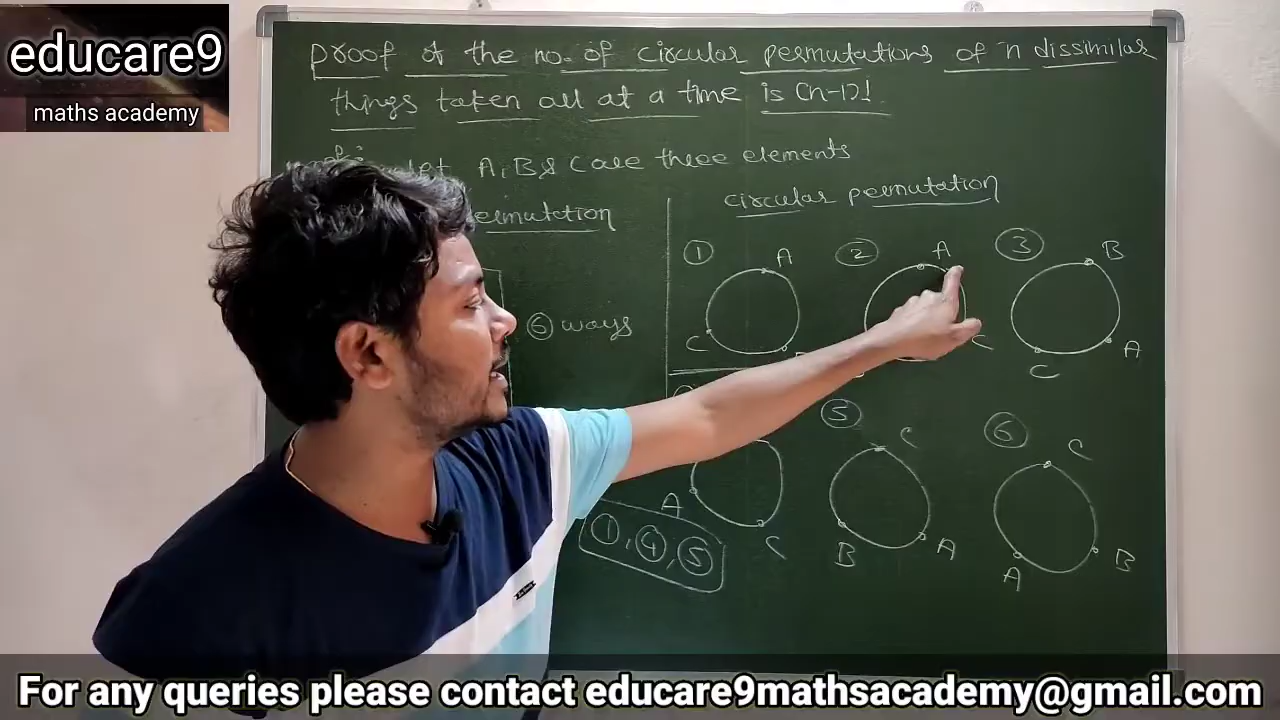 educare9
maths academy
proof of the no. of circular permutations of 'n' dissimilar
things taken all at a time is (n-1)!
A, B & C are three elements
circular permutation
① A C
② A C
③ B A C
⑥ ways
A C
⑤ C B A
⑥ C A B
①, ④, ⑤
For any queries please contact educare9mathsacademy@gmail.com